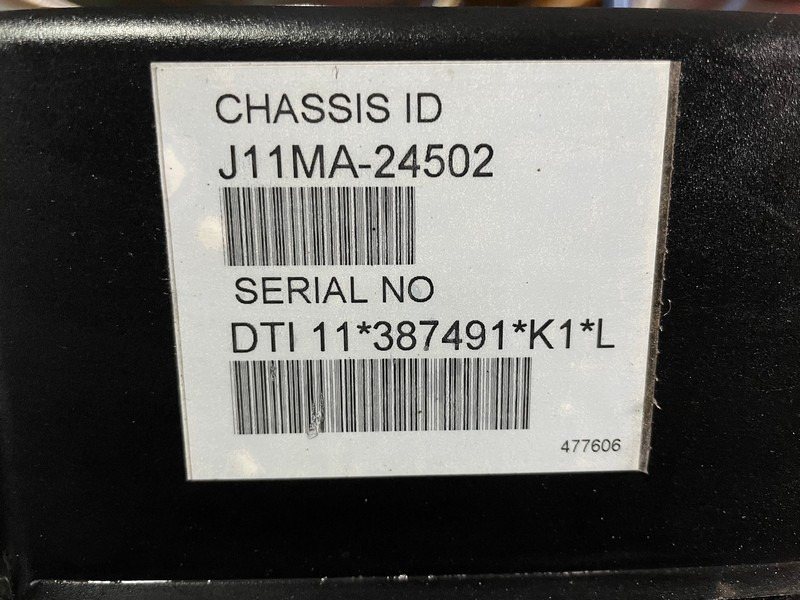 CHASSIS ID
J11MA-24502
SERIAL NO
DTI 11*387491*K1*L
477606